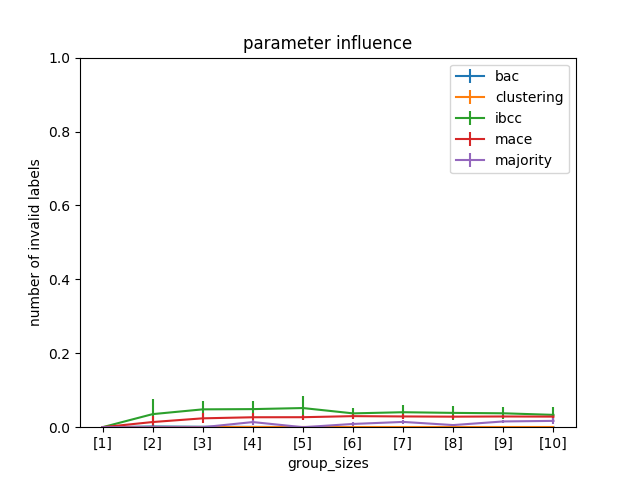 parameter influence
1.0
0.8
0.6
0.4
0.2
0.0
number of invalid labels
bac
clustering
ibcc
mace
majority
[1] [2] [3] [4] [5] [6] [7] [8] [9] [10]
group_sizes